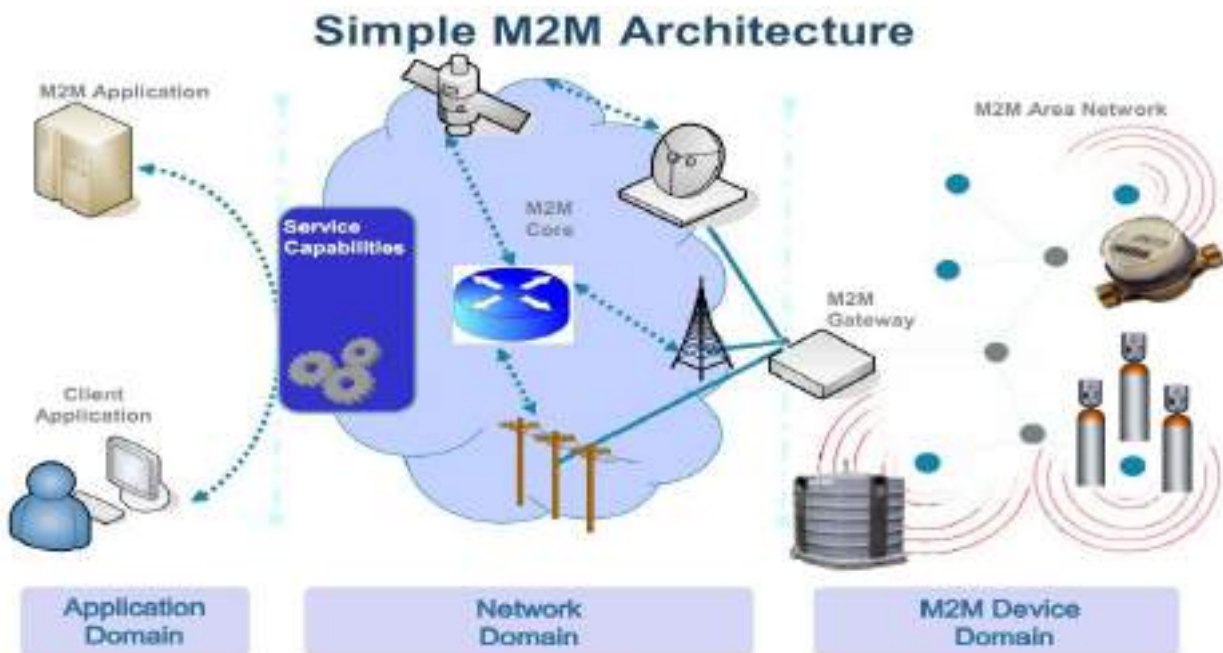 Simple M2M Architecture
M2M Application
M2M Area Network
Service
Capabilities
M2M
Core
M2M
Gateway
Client
Application
Application
Domain
Network
Domain
M2M Device
Domain